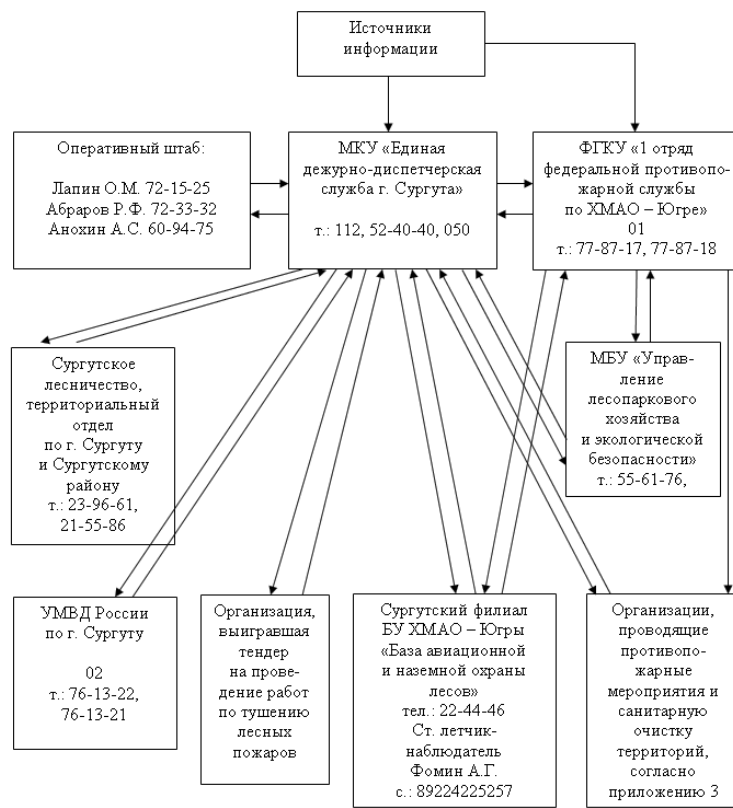 Источники
информации
Оперативный штаб:
Лапин О.М. 72-15-25
Абраров Р.Ф. 72-33-32
Анохин А.С. 60-94-75
МКУ «Единая
дежурно-диспетчерская
служба г. Сургута»
т.: 112, 52-40-40, 050
ФГКУ «1 отряд
федеральной противопо-
жарной службы
по ХМАО – Югре»
01
т.: 77-87-17, 77-87-18
Сургутское
лесничество,
территориальный
отдел
по г. Сургуту
и Сургутскому
району
т.: 23-96-61,
21-55-86
МБУ «Управ-
ление
лесопаркового
хозяйства
и экологической
безопасности»
т.: 55-61-76,
УМВД России
по г. Сургуту
02
т.: 76-13-22,
76-13-21
Организация,
выигравшая
тендер
на прове-
дение работ
по тушению
лесных
пожаров
Сургутский филиал
БУ ХМАО – Югры
«База авиационной
и наземной охраны
лесов»
тел.: 22-44-46
Ст. летчик-
наблюдатель
Фомин А.Г.
с.: 89224225257
Организации,
проводящие
противопо-
жарные
мероприятия и
санитарную
очистку
территорий,
согласно
приложению 3